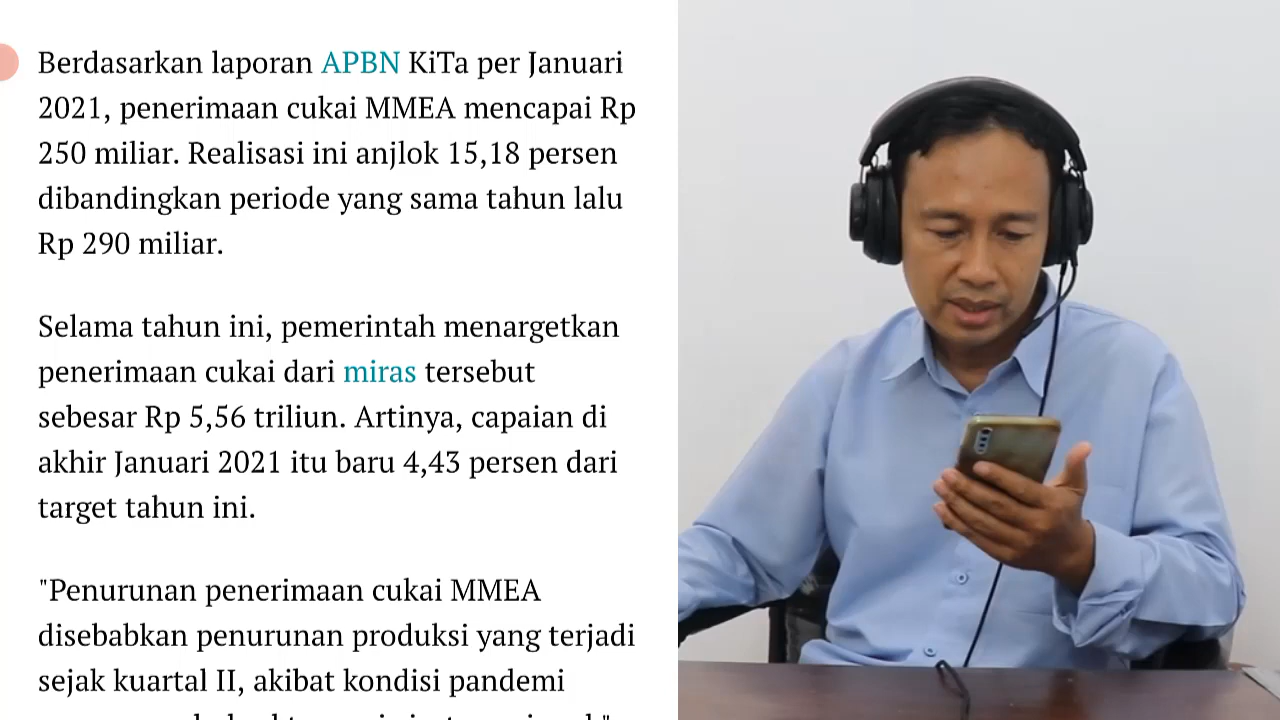 Berdasarkan laporan APBN KiTa per Januari
2021, penerimaan cukai MMEA mencapai Rp
250 miliar. Realisasi ini anjlok 15,18 persen
dibandingkan periode yang sama tahun lalu
Rp 290 miliar.
Selama tahun ini, pemerintah menargetkan
penerimaan cukai dari miras tersebut
sebesar Rp 5,56 triliun. Artinya, capaian di
akhir Januari 2021 itu baru 4,43 persen dari
target tahun ini.
"Penurunan penerimaan cukai MMEA
disebabkan penurunan produksi yang terjadi
sejak kuartal II, akibat kondisi pandemi